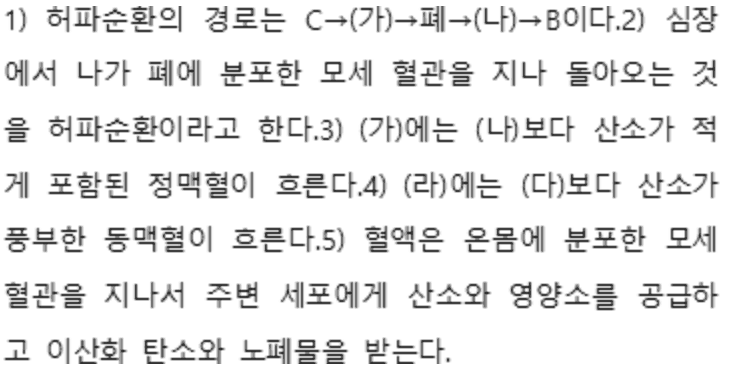 1) 허파순환의 경로는 C→(가)→폐→(나)→B이다.2) 심장
에서 나가 폐에 분포한 모세 혈관을 지나 돌아오는 것
을 허파순환이라고 한다.3) (가)에는 (나)보다 산소가 적
게 포함된 정맥혈이 흐른다.4) (라)에는 (다)보다 산소가
풍부한 동맥혈이 흐른다.5) 혈액은 온몸에 분포한 모세
혈관을 지나서 주변 세포에게 산소와 영양소를 공급하
고 이산화 탄소와 노폐물을 받는다.